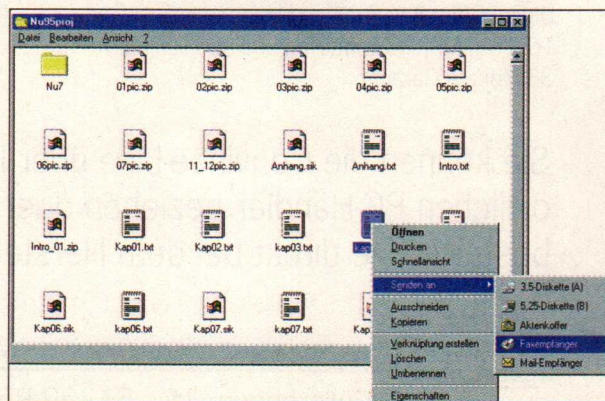 Nu95proj
Datei Bearbeiten Ansicht ?
Nu7 01pic.zip 02pic.zip 03pic.zip 04pic.zip 05pic.zip
06pic.zip 07pic.zip 11_12pic.zip Anhang.sik Anhang.txt Intro.txt
Intro_01.zip Kap01.txt Kap02.txt kap03.txt
Öffnen
Drucken
Schnellansicht
Senden an
3,5-Diskette (A)
5,25-Diskette (B)
Aktenkoffer
Faxempfänger
Mail-Empfänger
Ausschneiden
Kopieren
Verknüpfung erstellen
Löschen
Umbenennen
Eigenschaften
Kap06.sik kap06.txt Kap07.sik kap07.txt Kap